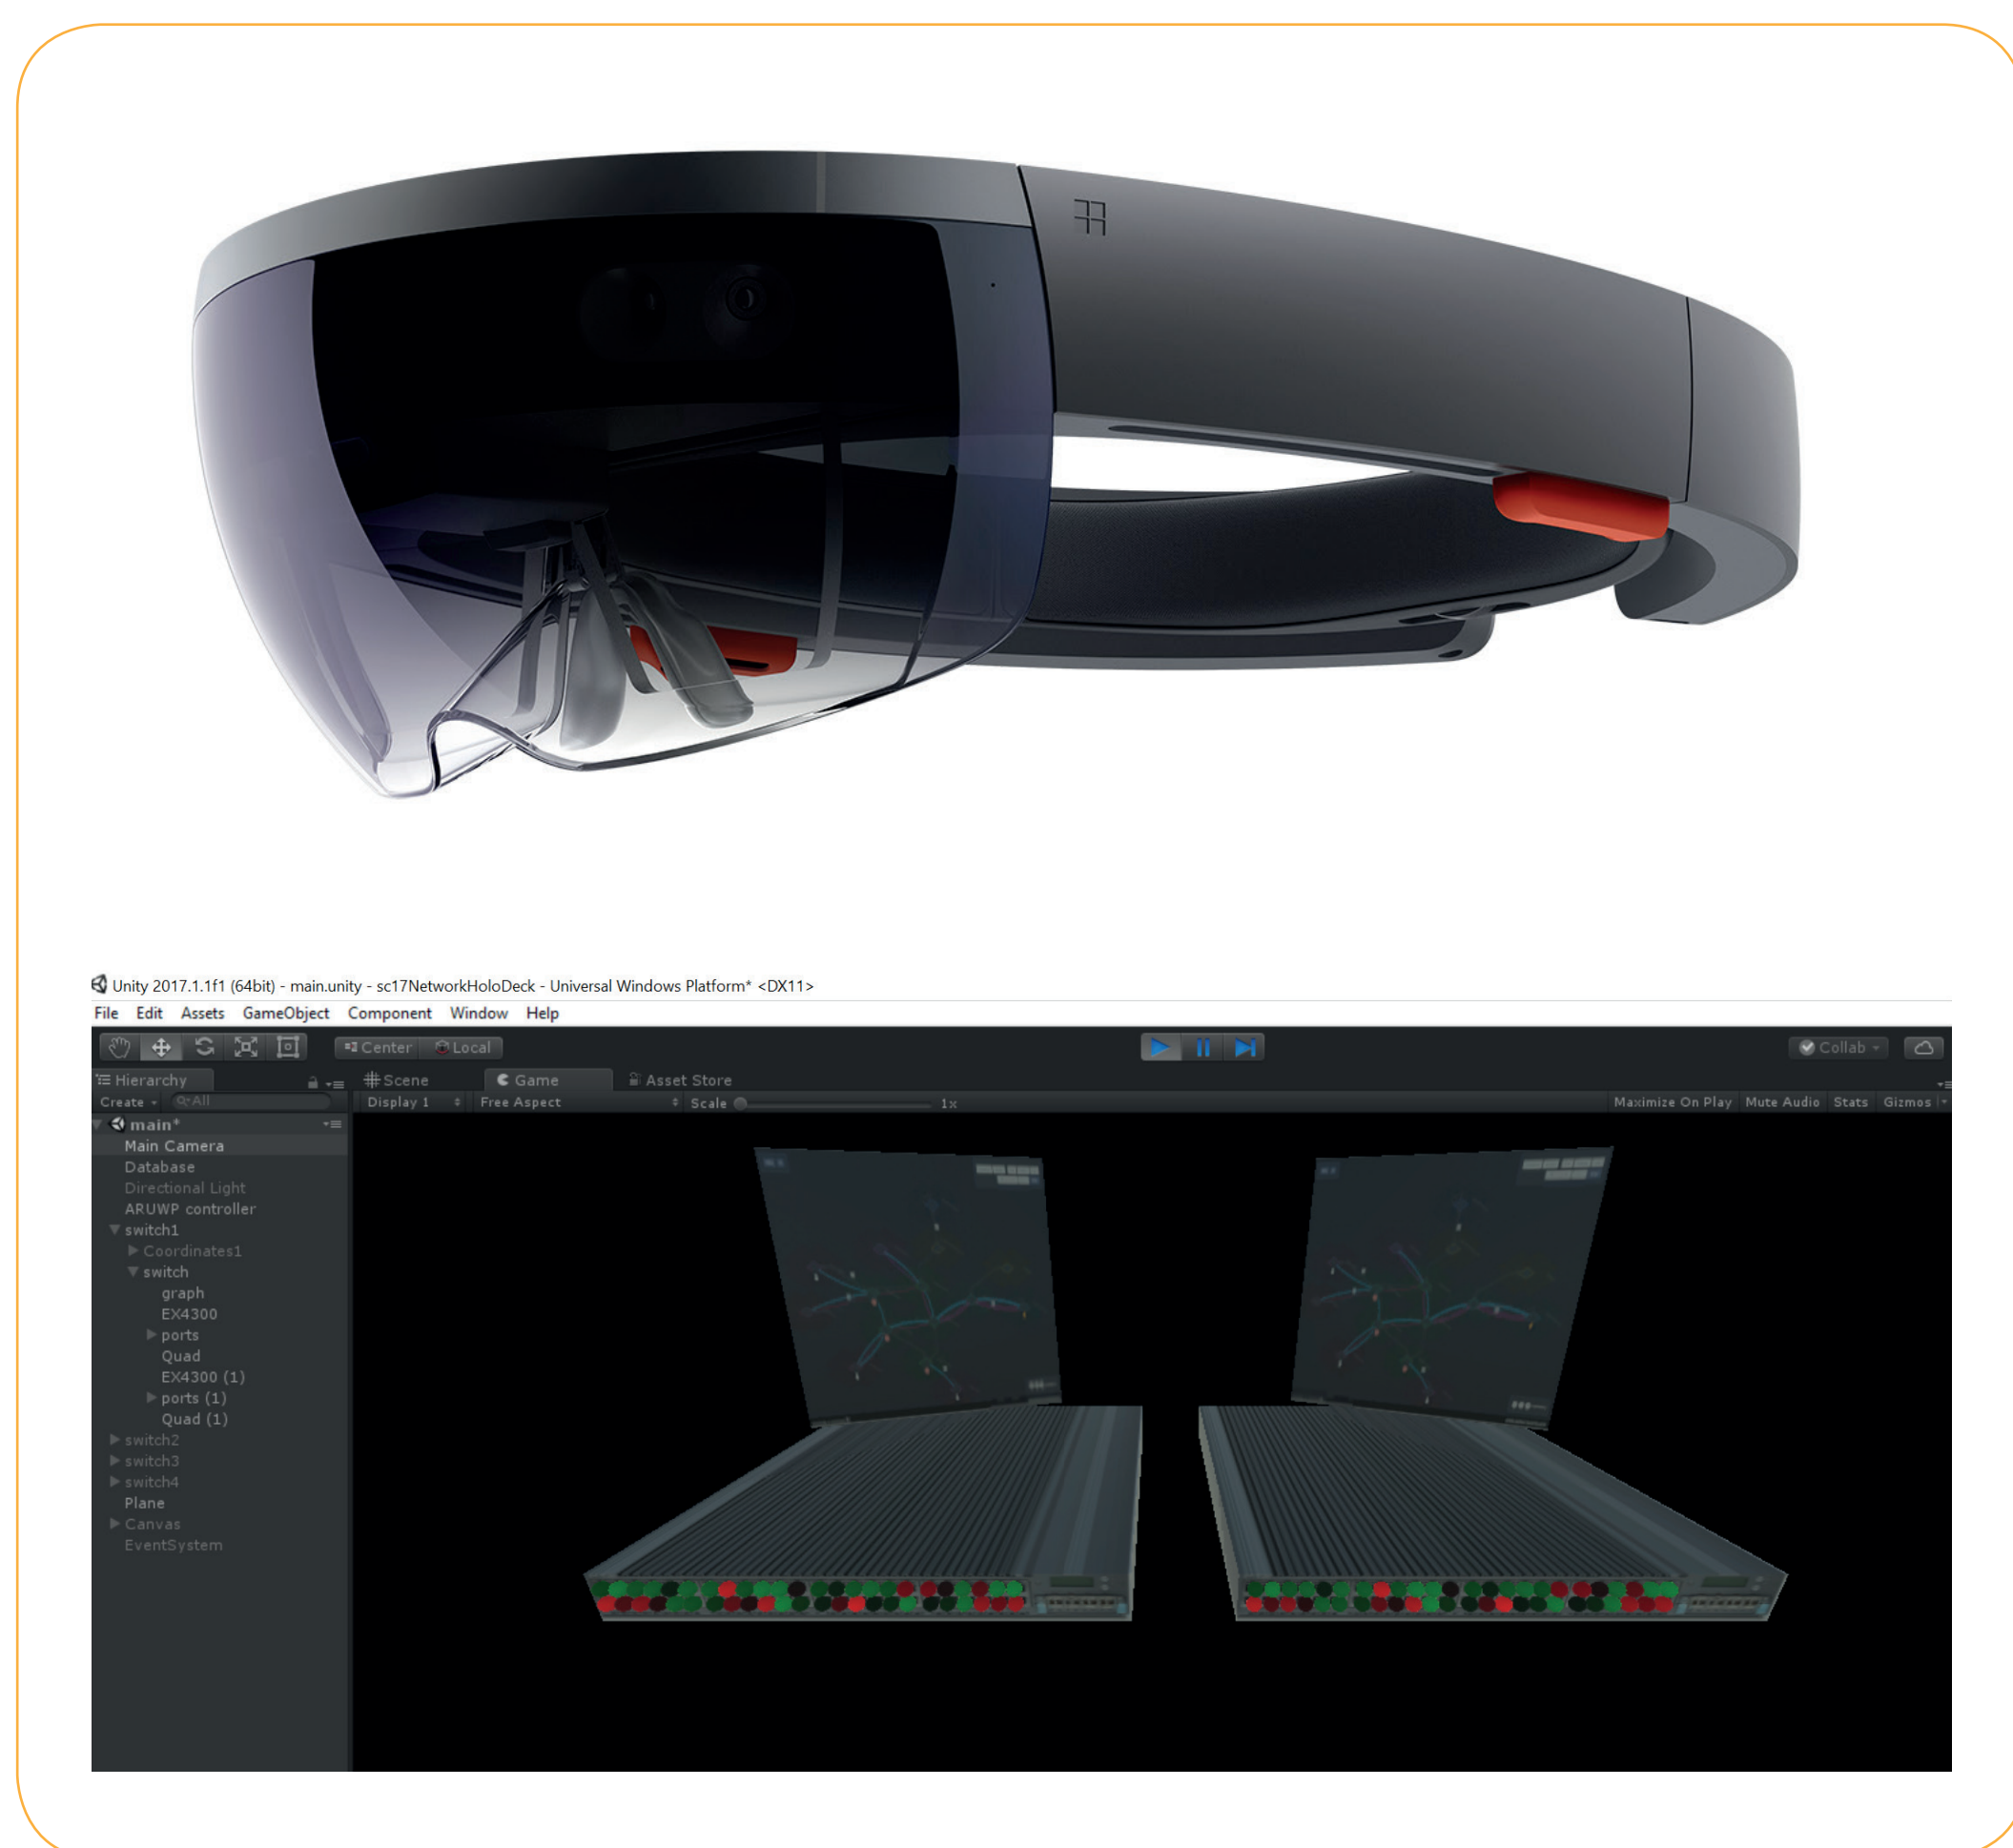 Unity 2017.1.1f1 (64bit) - main.unity - sc17NetworkHoloDeck - Universal Windows Platform* <DX11>
File Edit Assets GameObject Component Window Help
Center Local Collab
Hierarchy Scene Game Asset Store
Create All Display 1 Free Aspect Scale 1x Maximize On Play Mute Audio Stats Gizmos
main*
Main Camera
Database
Directional Light
ARUWP controller
switch1
Coordinates1
switch
graph
EX4300
ports
Quad
EX4300 (1)
ports (1)
Quad (1)
switch2
switch3
switch4
Plane
Canvas
EventSystem